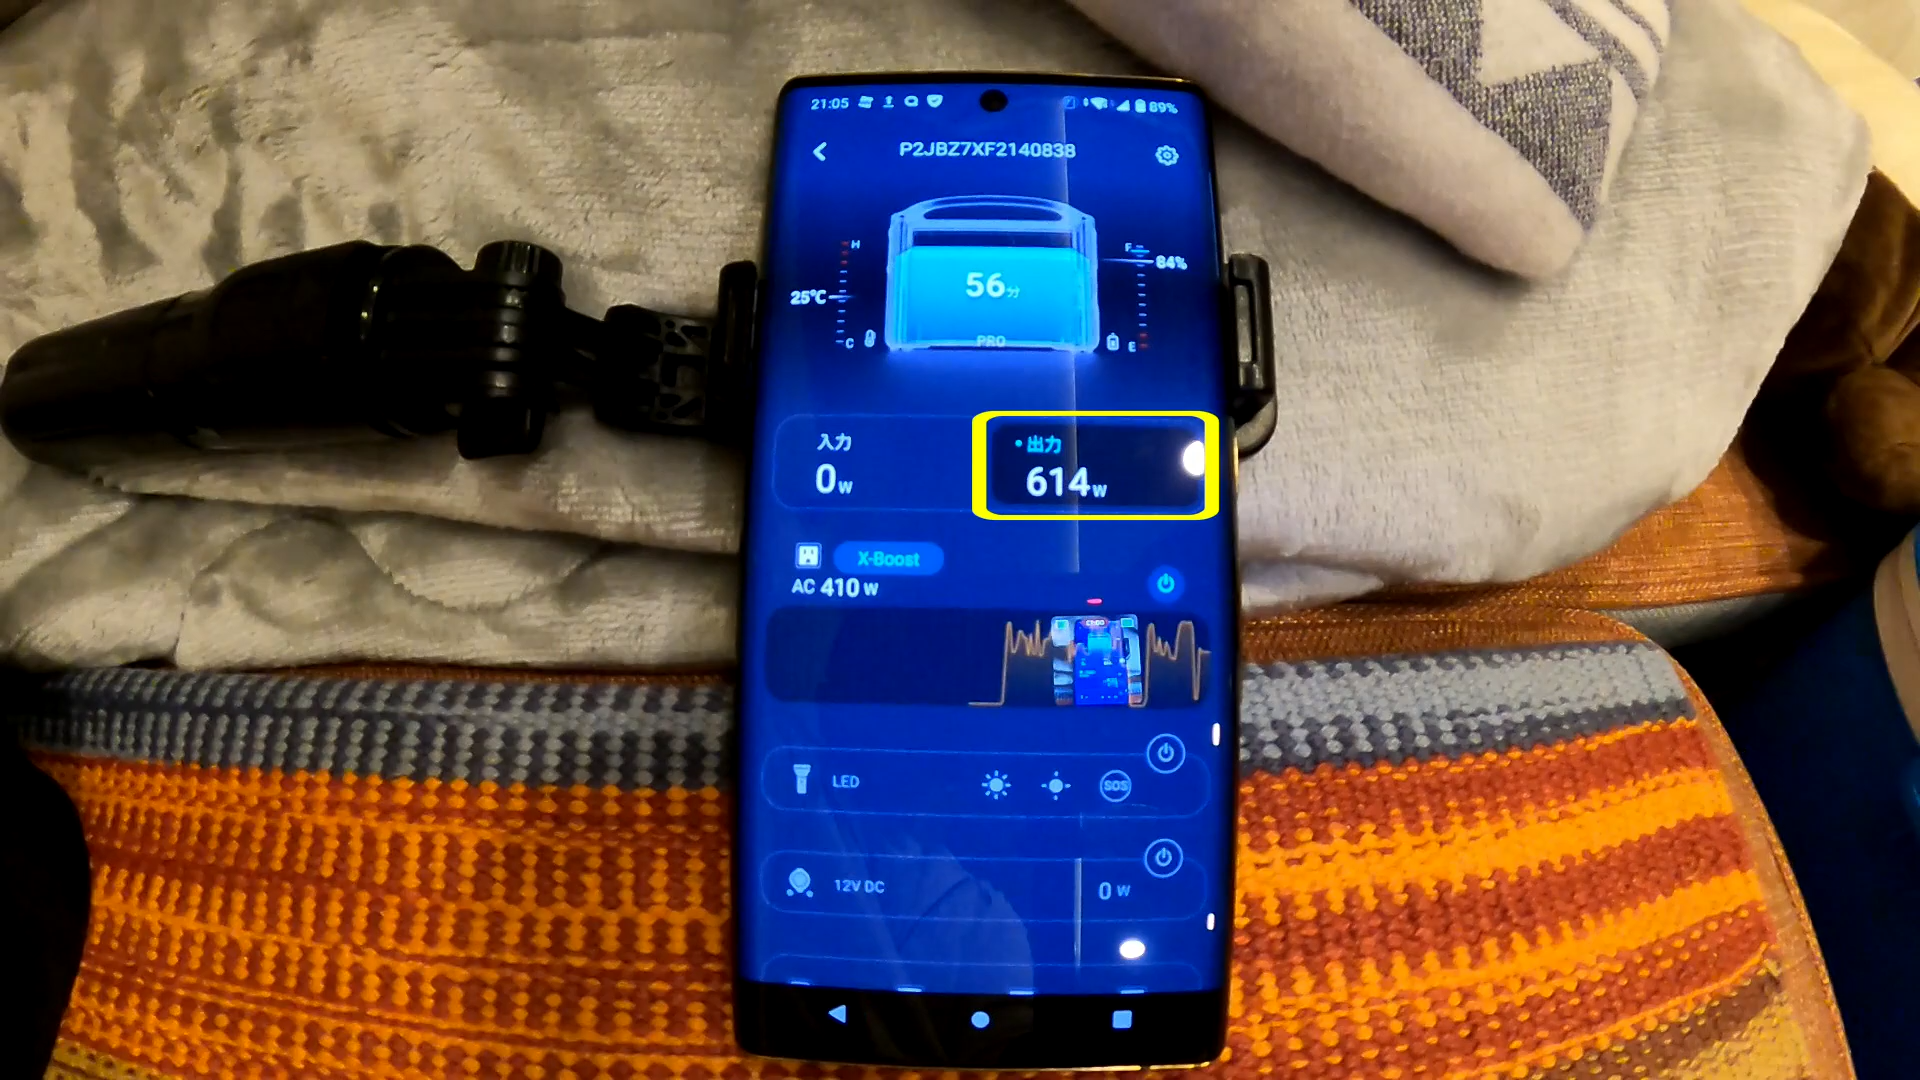 21:05
89%
P2JBZ7XF2140838
H
F
84%
56分
25℃
C
PRO
E
入力
出力
0W
614W
X-Boost
AC 410 W
LED
SOS
12V DC
0 W